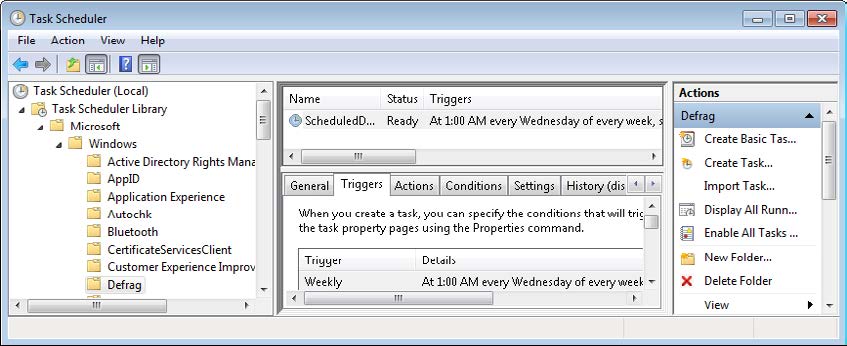 Task Scheduler
File Action View Help
Task Scheduler (Local)
Task Scheduler Library
Microsoft
Windows
Active Directory Rights Mana
AppID
Application Experience
Autochk
Bluetooth
CertificateServicesClient
Customer Experience Improv
Defrag
Name Status Triggers
ScheduledD... Ready At 1:00 AM every Wednesday of every week, s
General Triggers Actions Conditions Settings History (dis
When you create a task, you can specify the conditions that will trig
the task property pages using the Properties command.
Trigger Details
Weekly At 1:00 AM every Wednesday of every week
Actions
Defrag
Create Basic Tas...
Create Task...
Import Task...
Display All Runn...
Enable All Tasks ...
New Folder...
Delete Folder
View